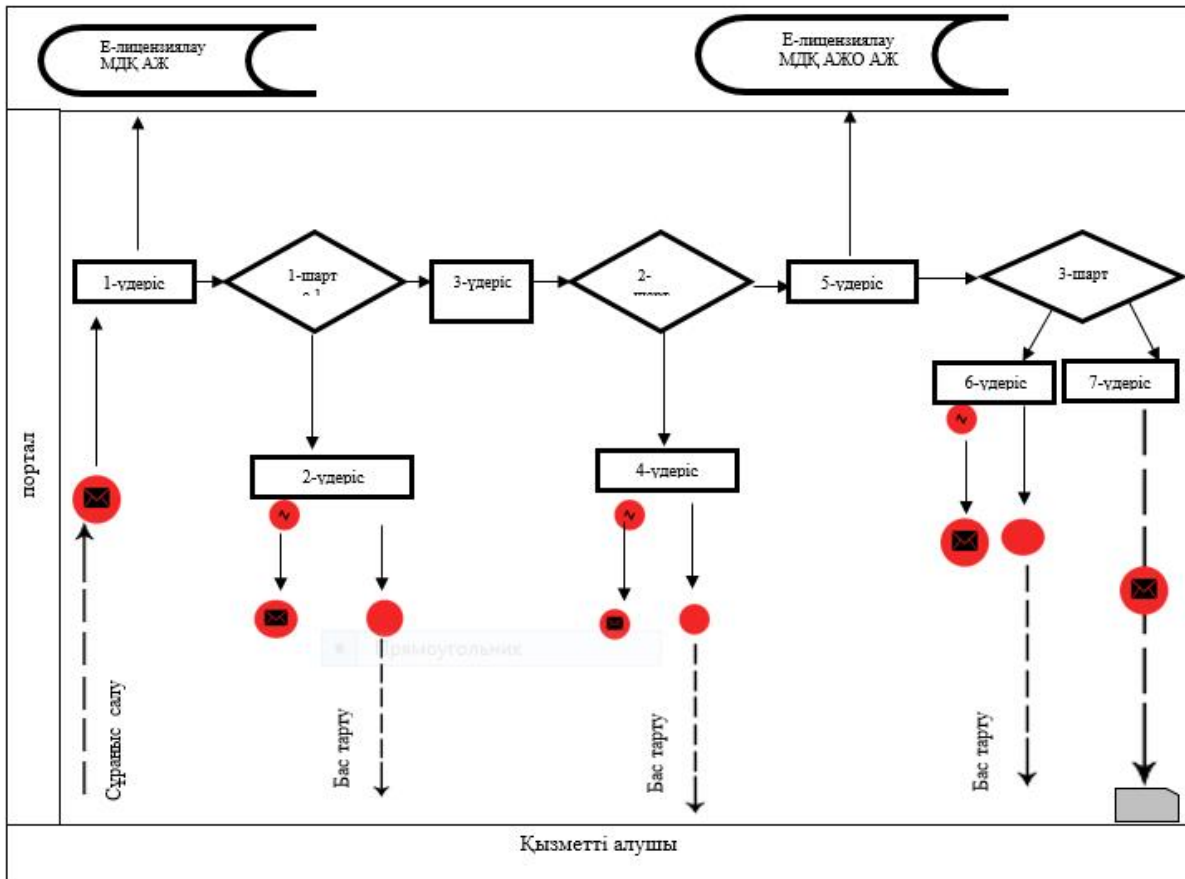 Е-лицензиялау
МДҚ АЖ
Е-лицензиялау
МДҚ АЖО АЖ
1-үдеріс
1-шарт
3-үдеріс
2-
5-үдеріс
3-шарт
6-үдеріс
7-үдеріс
2-үдеріс
4-үдеріс
портал
Прямоугольник
Сұраныс салу
Бас тарту
Бас тарту
Бас тарту
Қызметті алушы